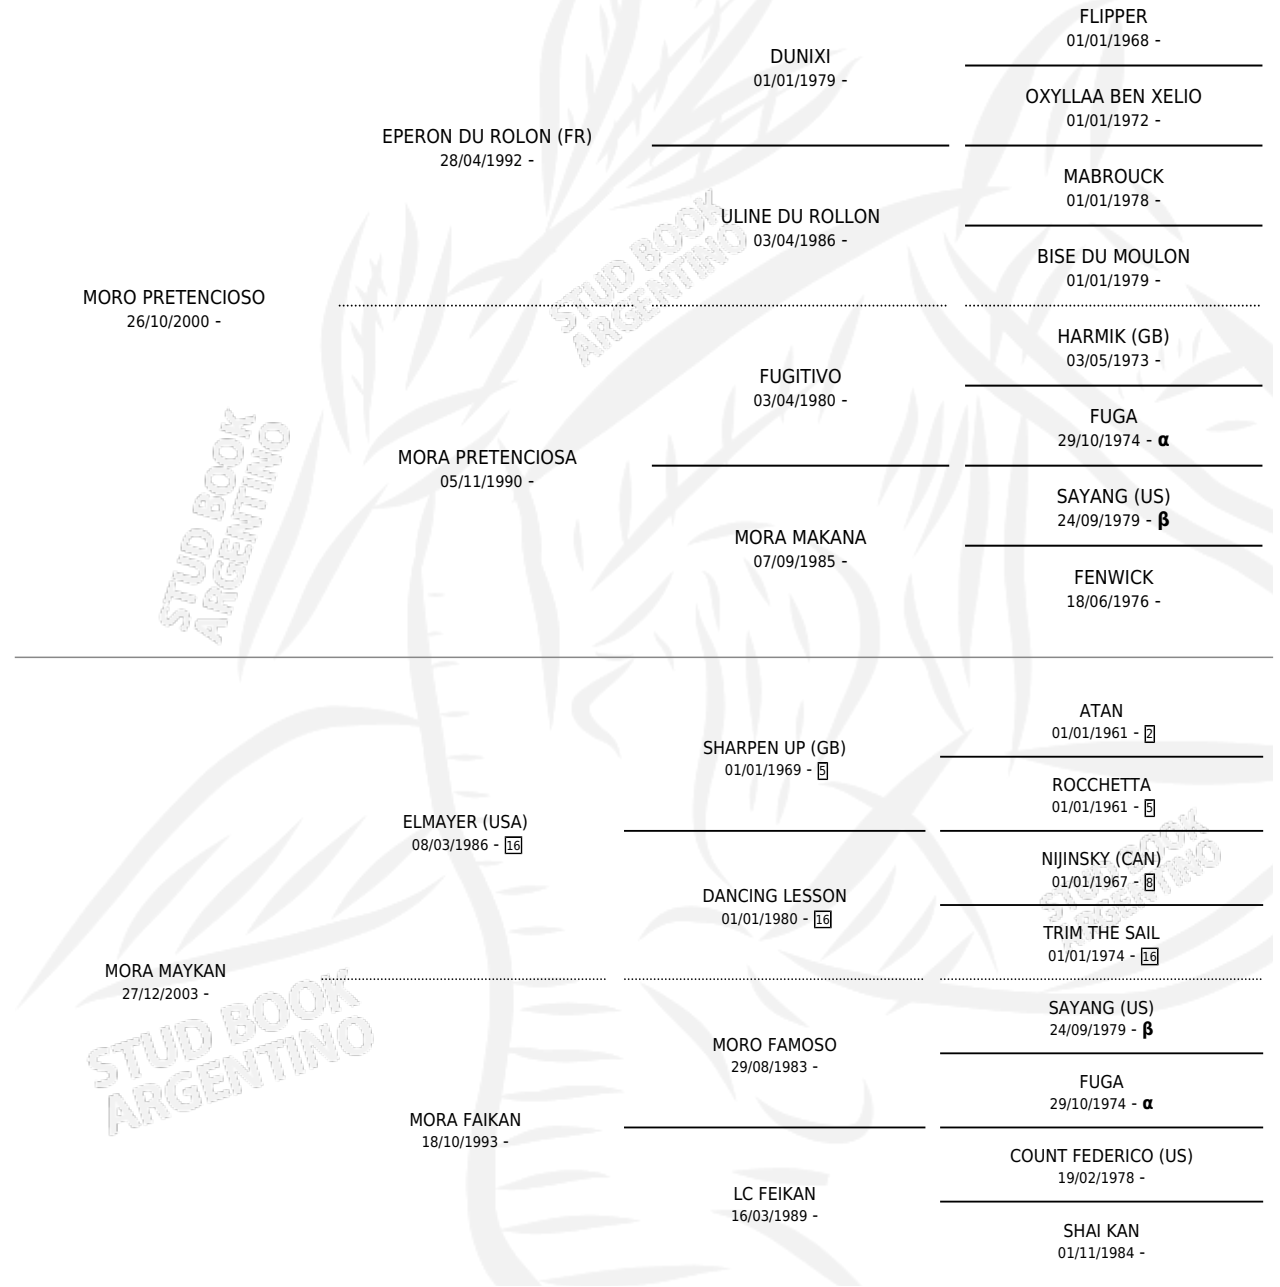 FLIPPER
01/01/1968 -
DUNIXI
01/01/1979 -
OXYLLAA BEN XELIO
01/01/1972 -
EPERON DU ROLON (FR)
28/04/1992 -
MABROUCK
01/01/1978 -
ULINE DU ROLLON
03/04/1986 -
BISE DU MOULON
01/01/1979 -
MORO PRETENCIOSO
26/10/2000 -
HARMIK (GB)
03/05/1973 -
FUGITIVO
03/04/1980 -
FUGA
29/10/1974 - α
MORA PRETENCIOSA
05/11/1990 -
SAYANG (US)
24/09/1979 - β
MORA MAKANA
07/09/1985 -
FENWICK
18/06/1976 -
ATAN
01/01/1961 - 2
SHARPEN UP (GB)
01/01/1969 - 5
ROCCHETTA
01/01/1961 - 5
ELMAYER (USA)
08/03/1986 - 16
NIJINSKY (CAN)
01/01/1967 - 8
DANCING LESSON
01/01/1980 - 16
TRIM THE SAIL
01/01/1974 - 16
MORA MAYKAN
27/12/2003 -
SAYANG (US)
24/09/1979 - β
MORO FAMOSO
29/08/1983 -
FUGA
29/10/1974 - α
MORA FAIKAN
18/10/1993 -
COUNT FEDERICO (US)
19/02/1978 -
LC FEIKAN
16/03/1989 -
SHAI KAN
01/11/1984 -
STUD BOOK
ARGENTINO
STUD BOOK
ARGENTINO
STUD BOOK
ARGENTINO
STUD BOOK
ARGENTINO